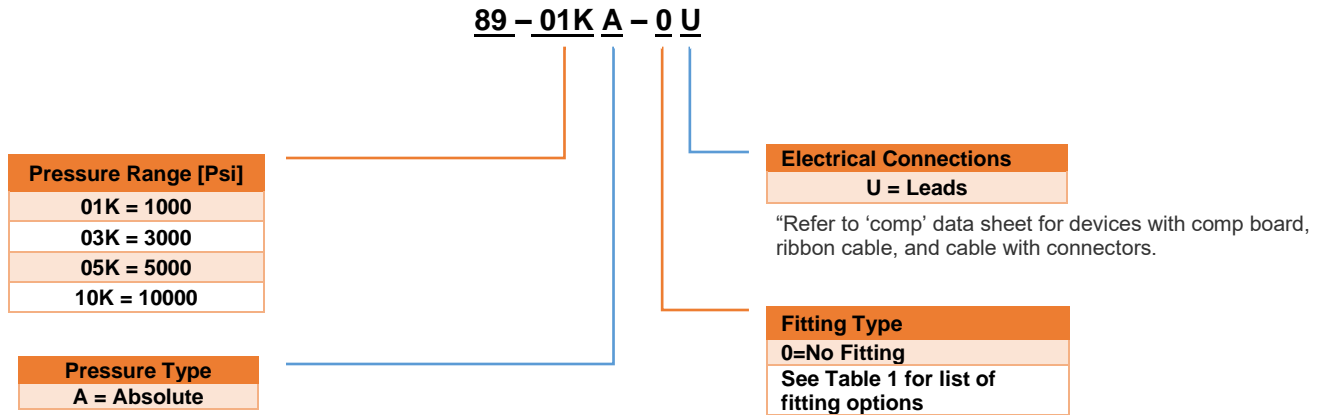 89 – 01K A – 0 U
Pressure Range [Psi]
01K = 1000
03K = 3000
05K = 5000
10K = 10000
Pressure Type
A = Absolute
Electrical Connections
U = Leads
“Refer to ‘comp’ data sheet for devices with comp board,
ribbon cable, and cable with connectors.
Fitting Type
0=No Fitting
See Table 1 for list of
fitting options